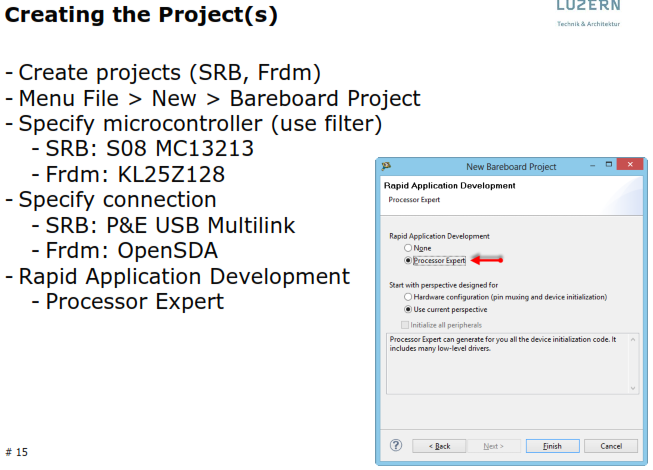 Creating the Project(s)
LUZERN
Technik & Architektur
- Create projects (SRB, Frdm)
- Menu File > New > Bareboard Project
- Specify microcontroller (use filter)
- SRB: S08 MC13213
- Frdm: KL25Z128
- Specify connection
- SRB: P&E USB Multilink
- Frdm: OpenSDA
- Rapid Application Development
- Processor Expert
New Bareboard Project
Rapid Application Development
Processor Expert
Rapid Application Development
None
Processor Expert
Start with perspective designed for
Hardware configuration (pin muxing and device initialization)
Use current perspective
Initialize all peripherals
Processor Expert can generate for you all the device initialization code. It
includes many low-level drivers.
< Back
Next >
Finish
Cancel
# 15